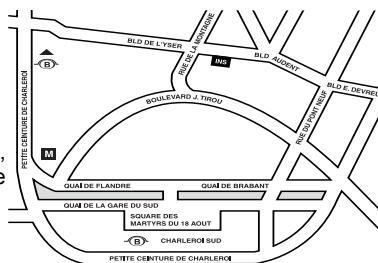 BLD DE L'YSER
RUE DE LA MONTAGNE
INS
BLD AUDENT
BLD E. DEVREU
B
PETITE CEINTURE DE CHARLEROI
BOULEVARD J. TIROU
RUE DU PONT NEUF
M
QUAI DE FLANDRE
QUAI DE BRABANT
QUAI DE LA GARE DU SUD
SQUARE DES
MARTYRS DU 18 AOUT
B
CHARLEROI SUD
PETITE CEINTURE DE CHARLEROI